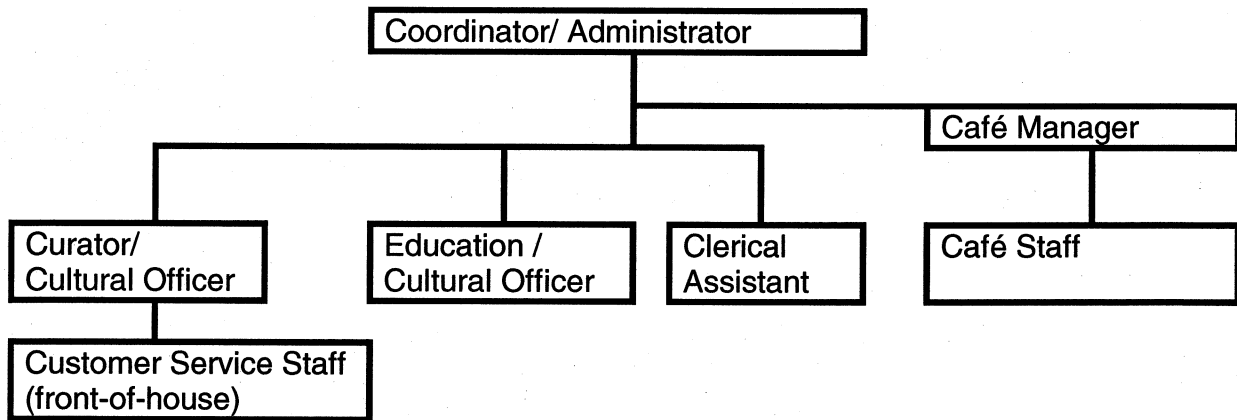 Coordinator/ Administrator
Café Manager
Curator/
Cultural Officer
Education /
Cultural Officer
Clerical
Assistant
Café Staff
Customer Service Staff
(front-of-house)